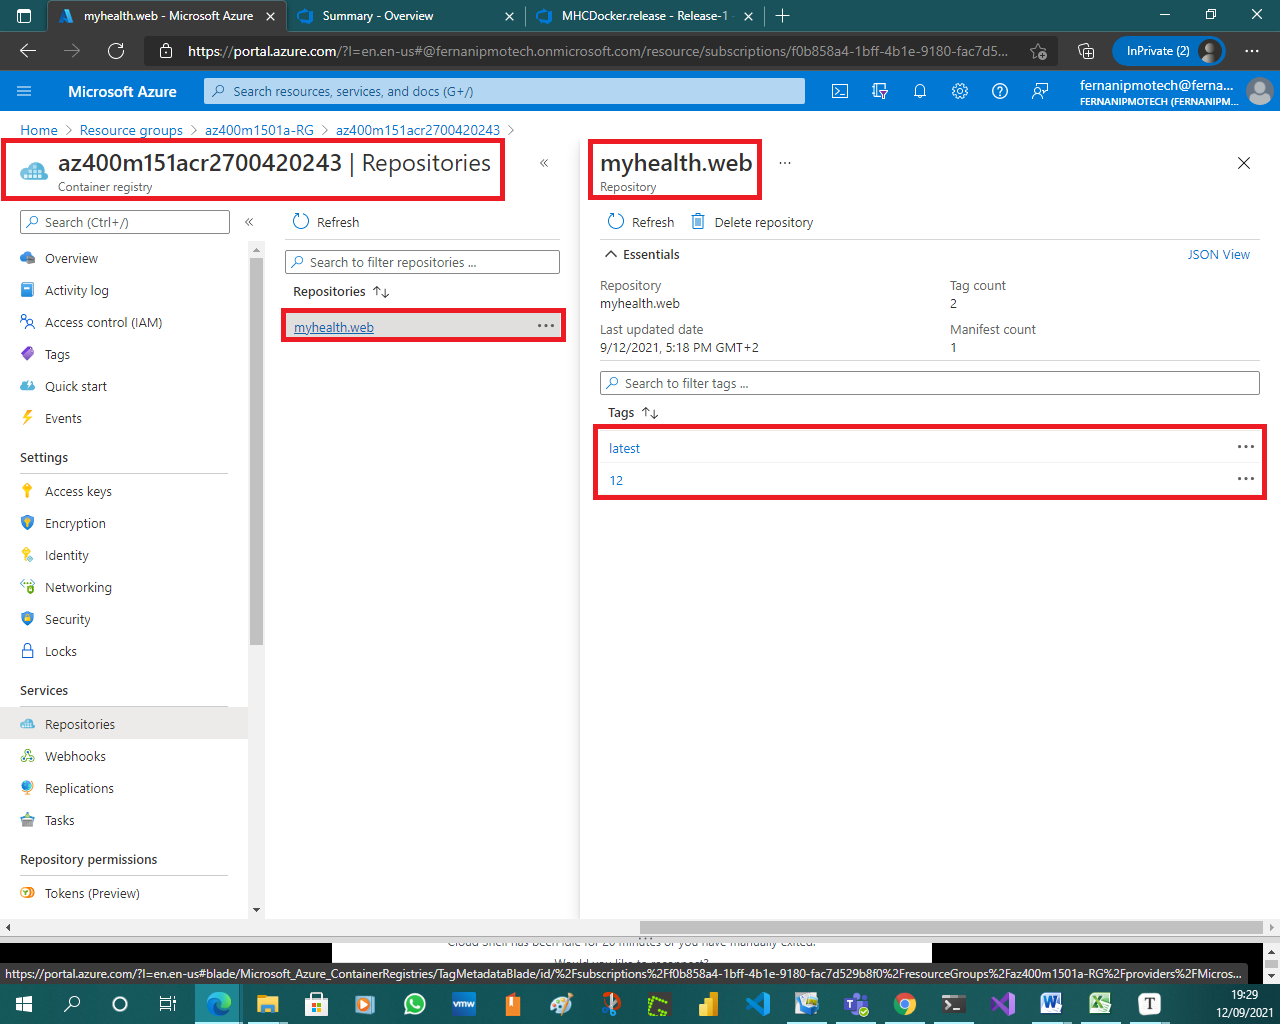 myhealth.web - Microsoft Azure
Summary - Overview
MHCDocker.release - Release-1 -
https://portal.azure.com/?l=en.en-us#@fernanipmotech.onmicrosoft.com/resource/subscriptions/f0b858a4-1bff-4b1e-9180-fac7d5...
InPrivate (2)
Microsoft Azure
Search resources, services, and docs (G+/)
fernanipmotech@ferna...
FERNANIPMOTECH (FERNANIPM...
Home > Resource groups > az400m1501a-RG > az400m151acr2700420243 >
az400m151acr2700420243 | Repositories
Container registry
«
Search (Ctrl+/)
«
Overview
Activity log
Access control (IAM)
Tags
Quick start
Events
Settings
Access keys
Encryption
Identity
Networking
Security
Locks
Services
Repositories
Webhooks
Replications
Tasks
Repository permissions
Tokens (Preview)
Refresh
Search to filter repositories ...
Repositories
myhealth.web
myhealth.web
Repository
Refresh
Delete repository
Essentials
JSON View
Repository
myhealth.web
Last updated date
9/12/2021, 5:18 PM GMT+2
Tag count
2
Manifest count
1
Search to filter tags ...
Tags
latest
12
Cloud Shell has been idle for 20 minutes or you have manually exited.
Would you like to reconnect?
https://portal.azure.com/?l=en.en-us#blade/Microsoft_Azure_ContainerRegistries/TagMetadataBlade/id/%2Fsubscriptions%2Ff0b858a4-1bff-4b1e-9180-fac7d529b8f0%2FresourceGroups%2Faz400m1501a-RG%2Fproviders%2FMicros...
vmw
T
19:29
12/09/2021